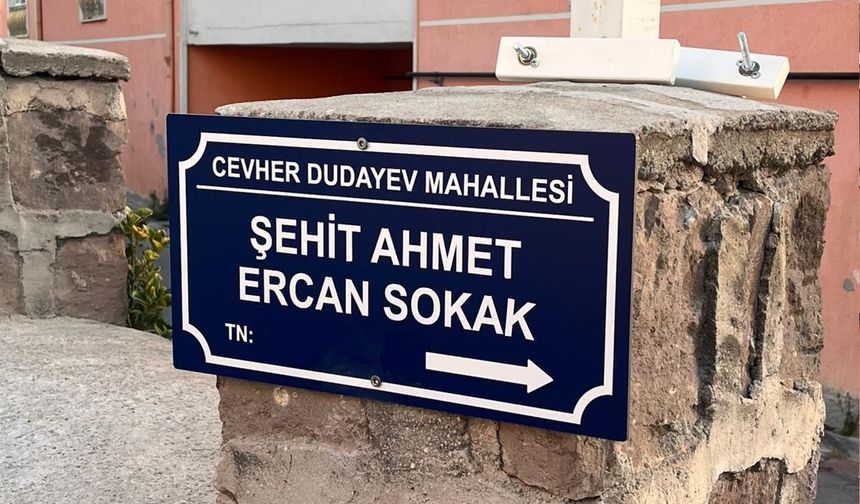 CEVHER DUDAYEV MAHALLESİ
ŞEHİT AHMET
ERCAN SOKAK
TN: